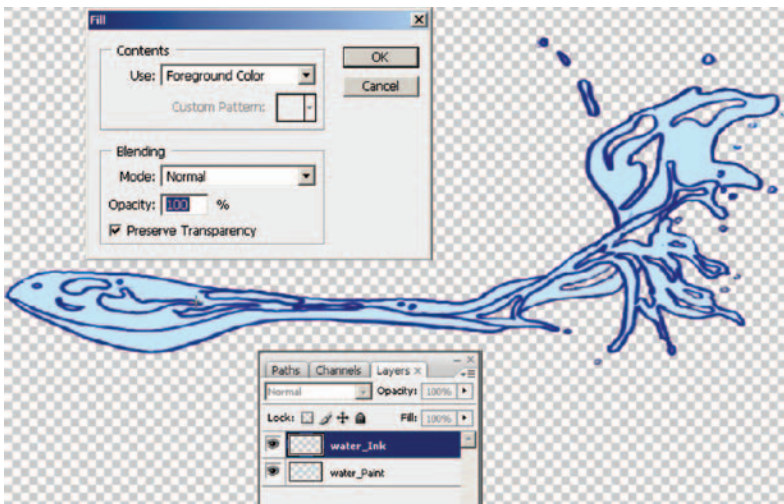 Fill
Contents
Use: Foreground Color
Custom Pattern:
OK
Cancel
Blending
Mode: Normal
Opacity: 100 %
Preserve Transparency
Paths Channels Layers ×
Normal Opacity: 100%
Lock: Fill: 100%
water_Ink
water_Paint